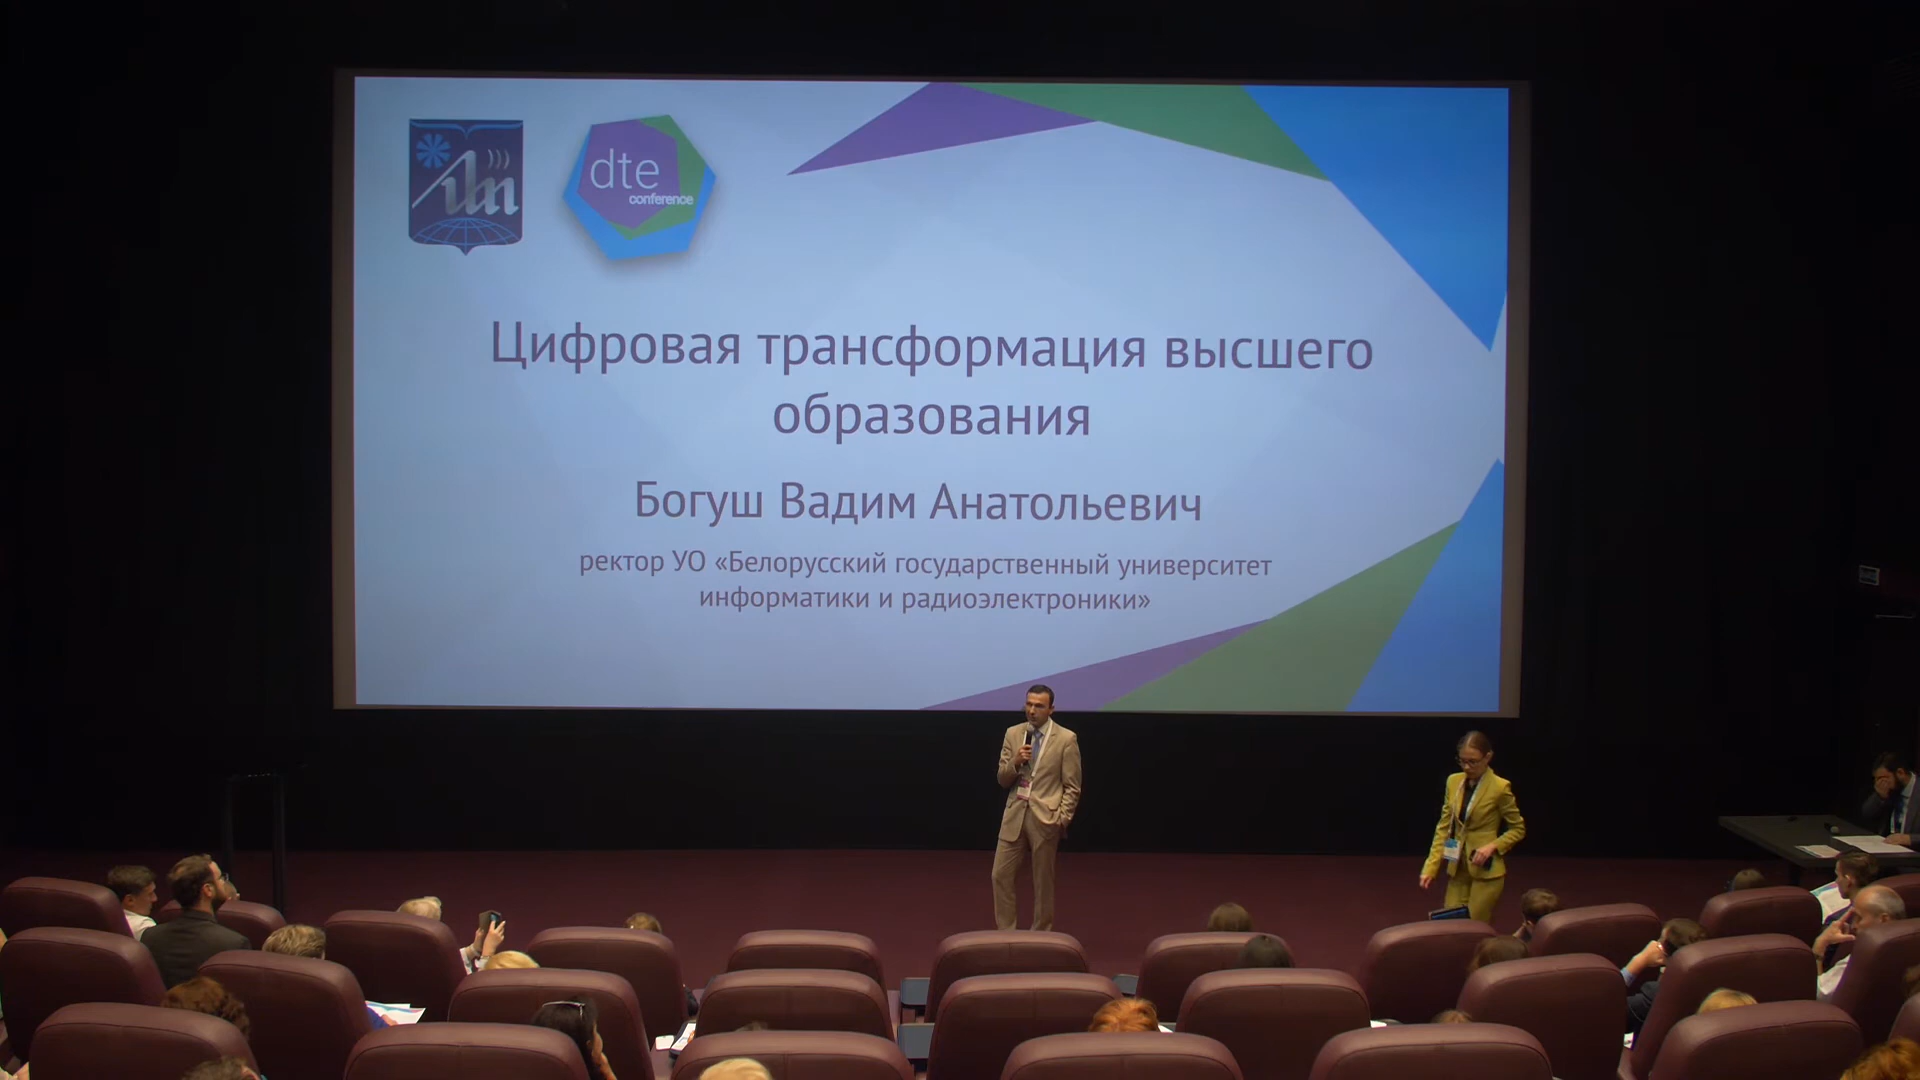 dte
conference
Цифровая трансформация высшего
образования
Богуш Вадим Анатольевич
ректор УО «Белорусский государственный университет
информатики и радиоэлектроники»